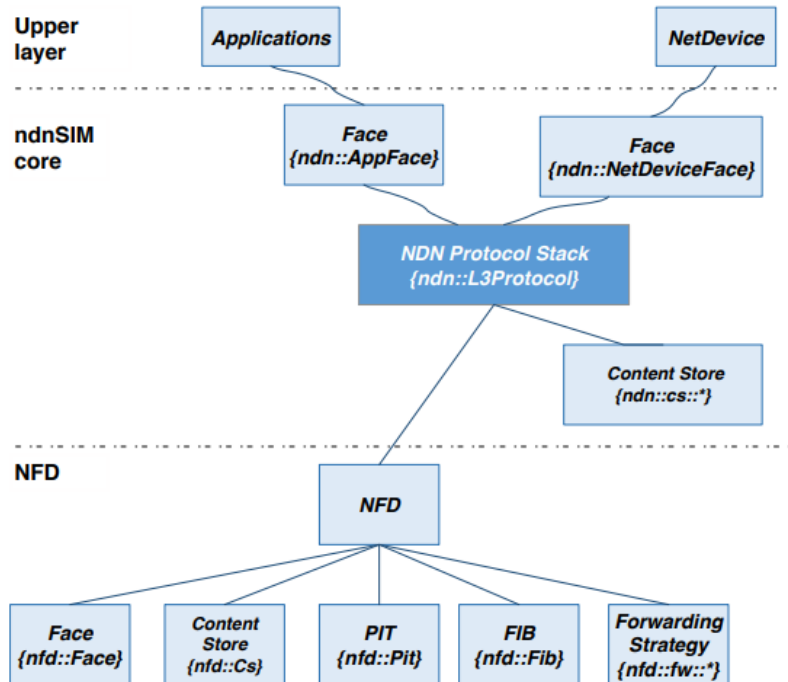 Upper
layer
Applications
NetDevice
ndnSIM
core
Face
{ndn::AppFace}
Face
{ndn::NetDeviceFace}
NDN Protocol Stack
{ndn::L3Protocol}
Content Store
{ndn::cs::*}
NFD
NFD
Face
{nfd::Face}
Content
Store
{nfd::Cs}
PIT
{nfd::Pit}
FIB
{nfd::Fib}
Forwarding
Strategy
{nfd::fw::*}